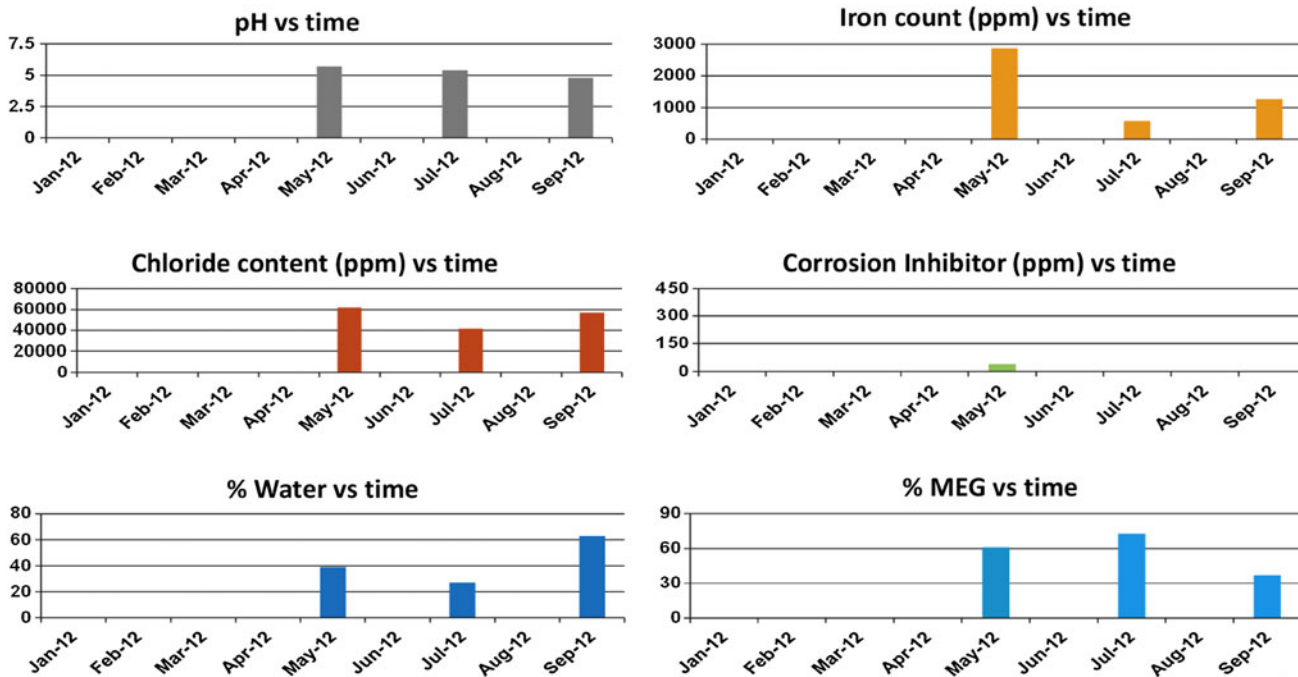 pH vs time
7.5
5
2.5
0
Jan-12 Feb-12 Mar-12 Apr-12 May-12 Jun-12 Jul-12 Aug-12 Sep-12
Iron count (ppm) vs time
3000
2000
1000
0
Jan-12 Feb-12 Mar-12 Apr-12 May-12 Jun-12 Jul-12 Aug-12 Sep-12
Chloride content (ppm) vs time
80000
60000
40000
20000
0
Jan-12 Feb-12 Mar-12 Apr-12 May-12 Jun-12 Jul-12 Aug-12 Sep-12
Corrosion Inhibitor (ppm) vs time
450
300
150
0
Jan-12 Feb-12 Mar-12 Apr-12 May-12 Jun-12 Jul-12 Aug-12 Sep-12
% Water vs time
80
60
40
20
0
Jan-12 Feb-12 Mar-12 Apr-12 May-12 Jun-12 Jul-12 Aug-12 Sep-12
% MEG vs time
90
60
30
0
Jan-12 Feb-12 Mar-12 Apr-12 May-12 Jun-12 Jul-12 Aug-12 Sep-12